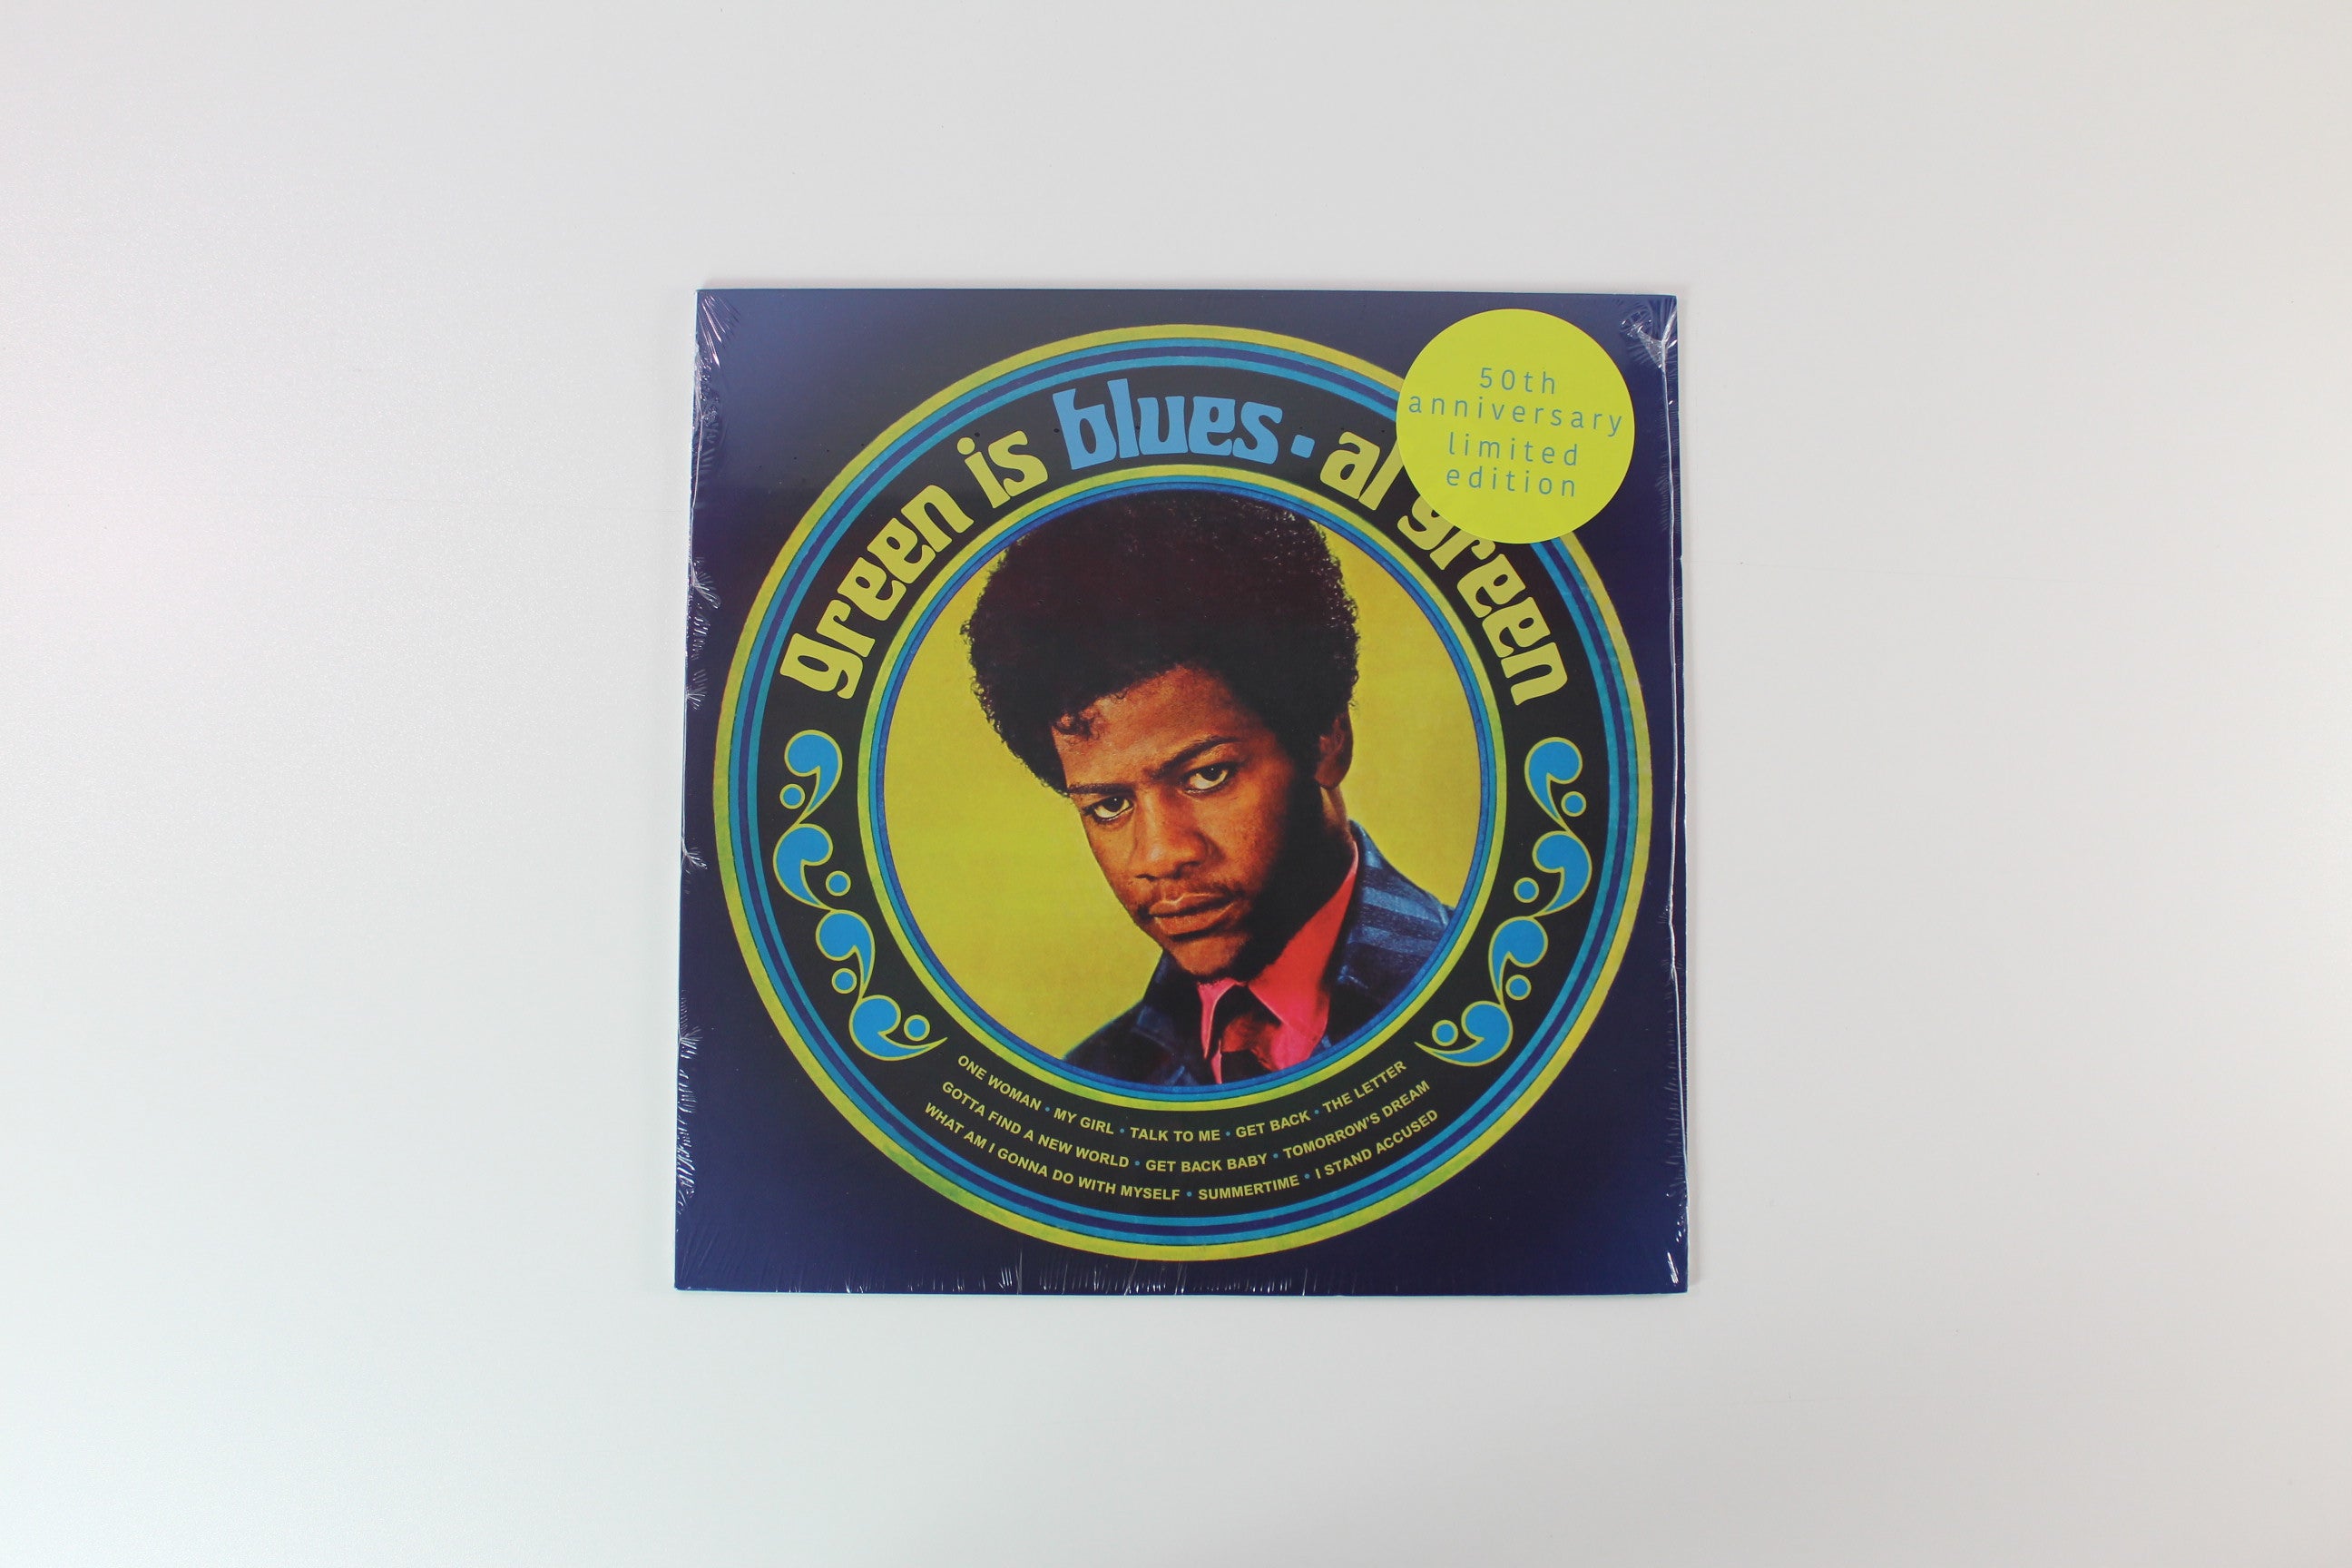 green is blues • al green
50th
anniversary
limited
edition
ONE WOMAN • MY GIRL • TALK TO ME • GET BACK • THE LETTER
GOTTA FIND A NEW WORLD • GET BACK BABY • TOMORROW'S DREAM
WHAT AM I GONNA DO WITH MYSELF • SUMMERTIME • I STAND ACCUSED